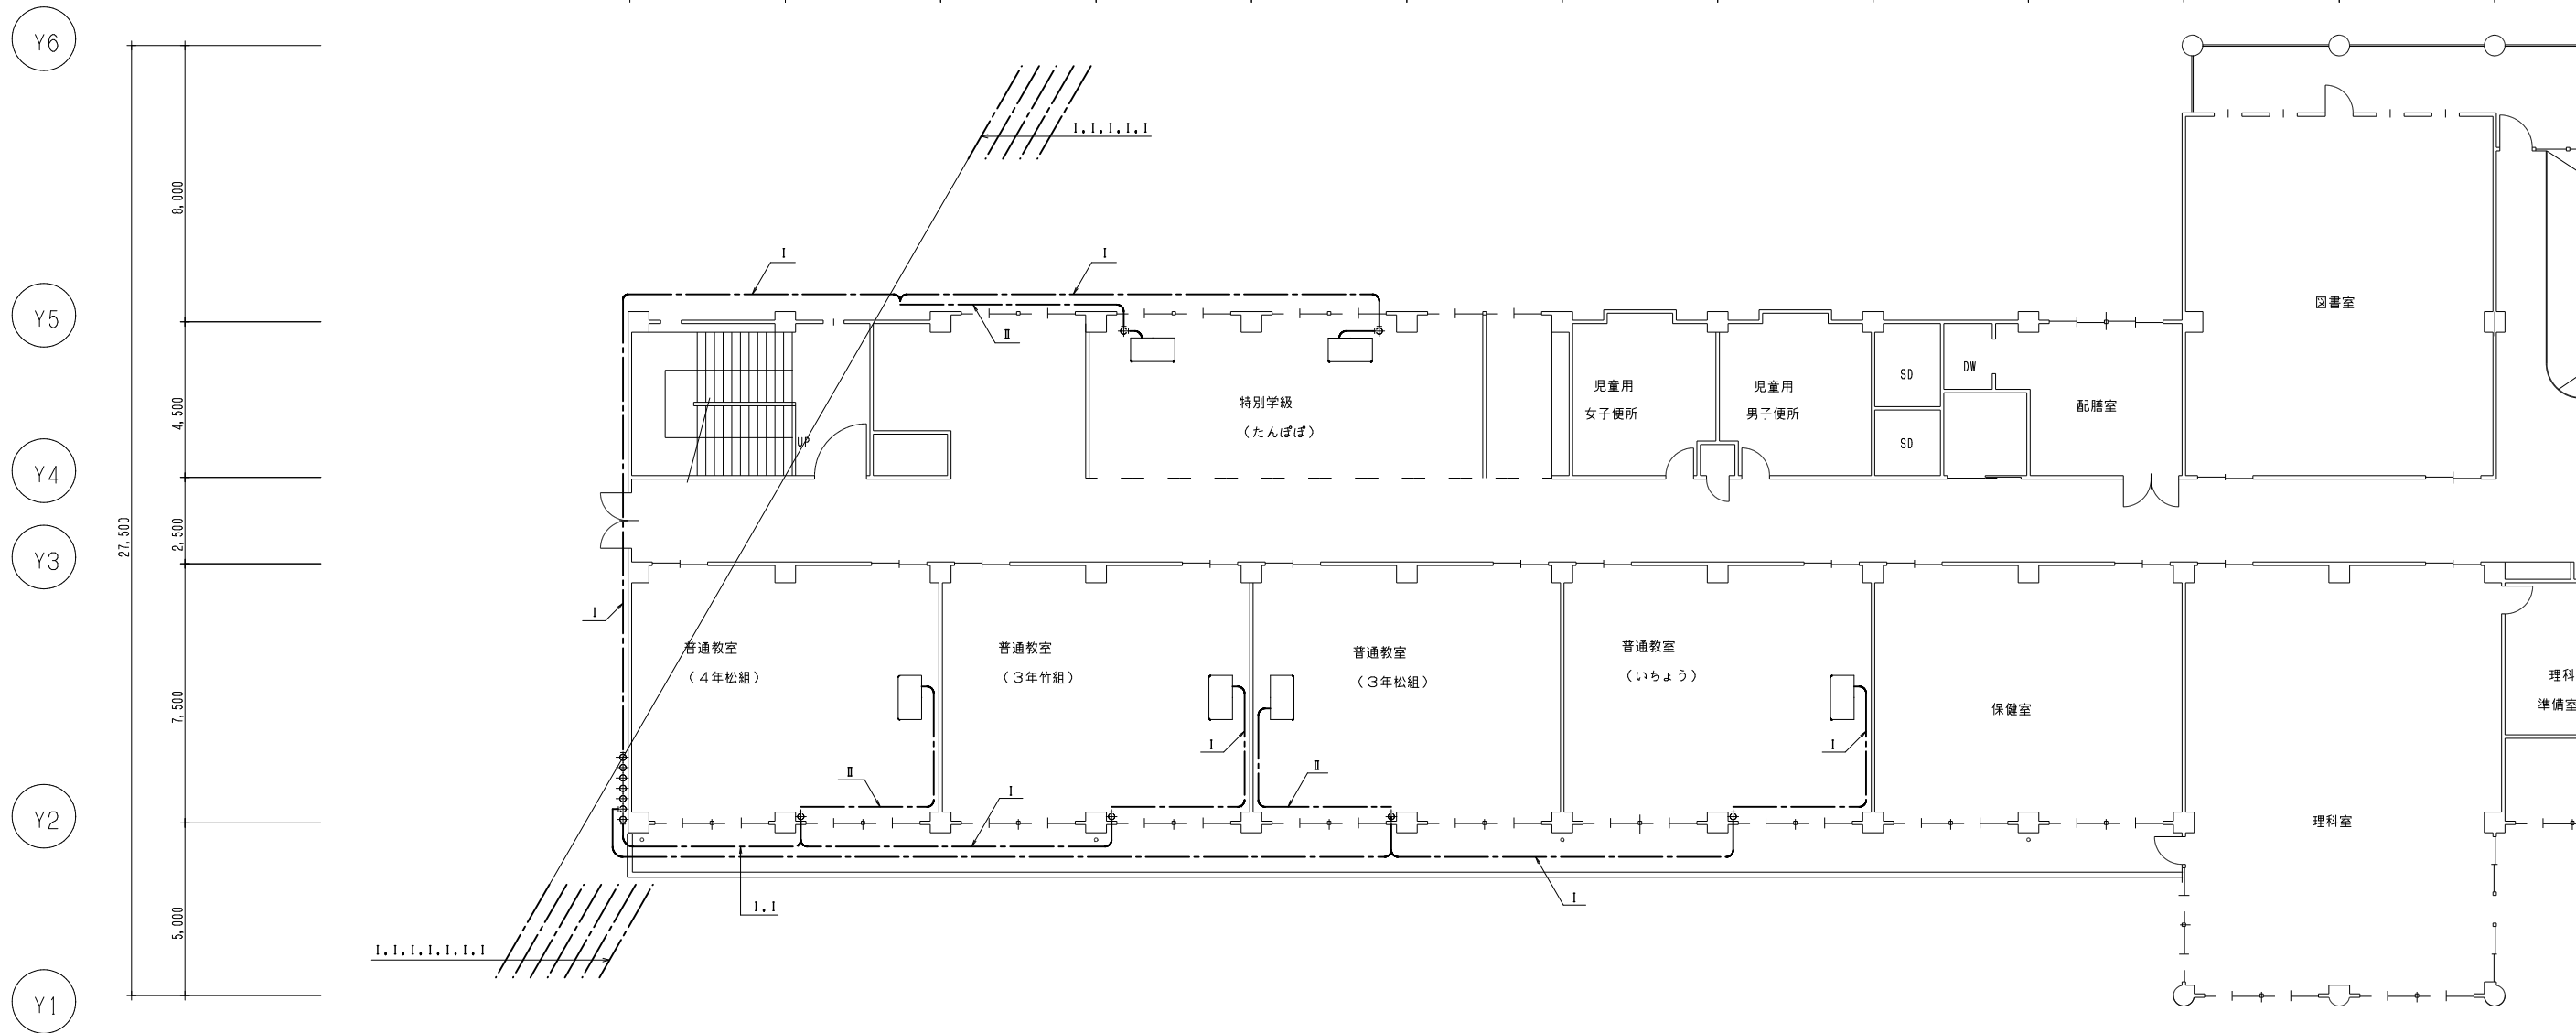 Y6
Y5
Y4
Y3
Y2
Y1
27,500
8,000
4,500
2,500
7,500
5,000
I,I,I,I,I
I
I
II
UP
特別学級
(たんぽぽ)
児童用
女子便所
児童用
男子便所
SD
SD
DW
配膳室
図書室
I
普通教室
(4年松組)
普通教室
(3年竹組)
普通教室
(3年松組)
普通教室
(いちょう)
保健室
理科
準備室
理科室
II
I
I
II
I
I,I
I
I,I,I,I,I,I,I